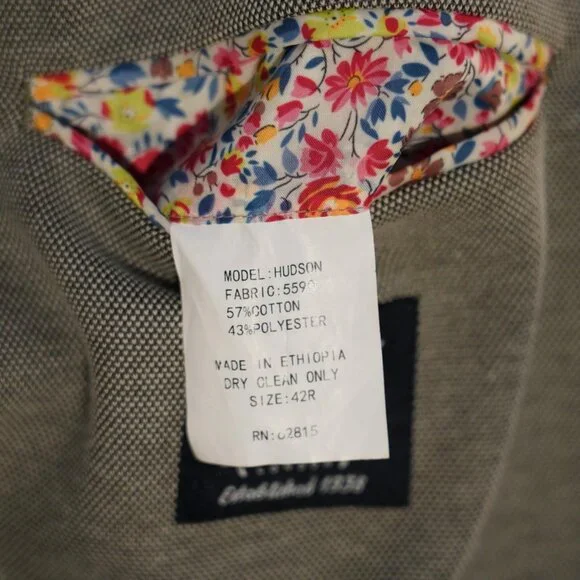 MODEL:HUDSON
FABRIC:559
57%COTTON
43%POLYESTER
MADE IN ETHIOPIA
DRY CLEAN ONLY
SIZE:42R
RN:62815
Established 1938